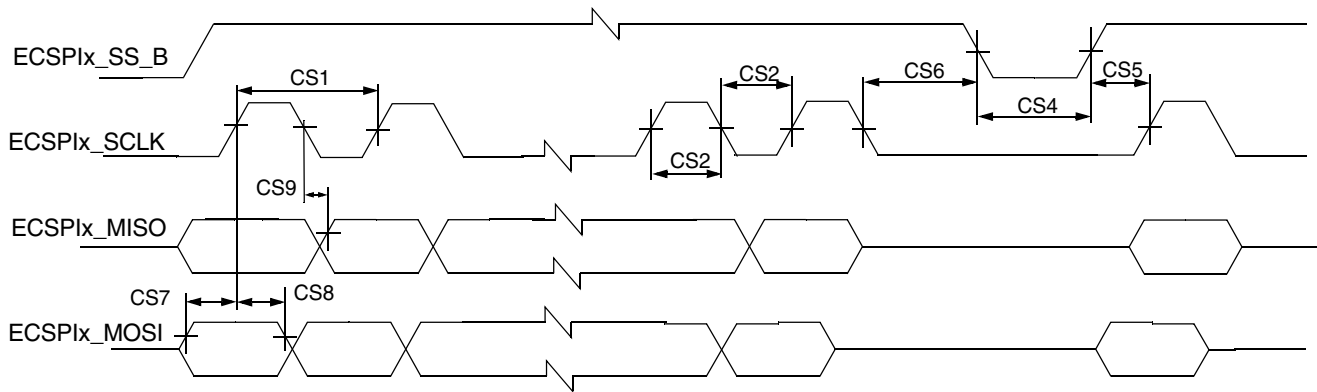 ECSPIx_SS_B
CS1
CS2
CS6
CS5
CS4
ECSPIx_SCLK
CS2
CS9
ECSPIx_MISO
CS7
CS8
ECSPIx_MOSI